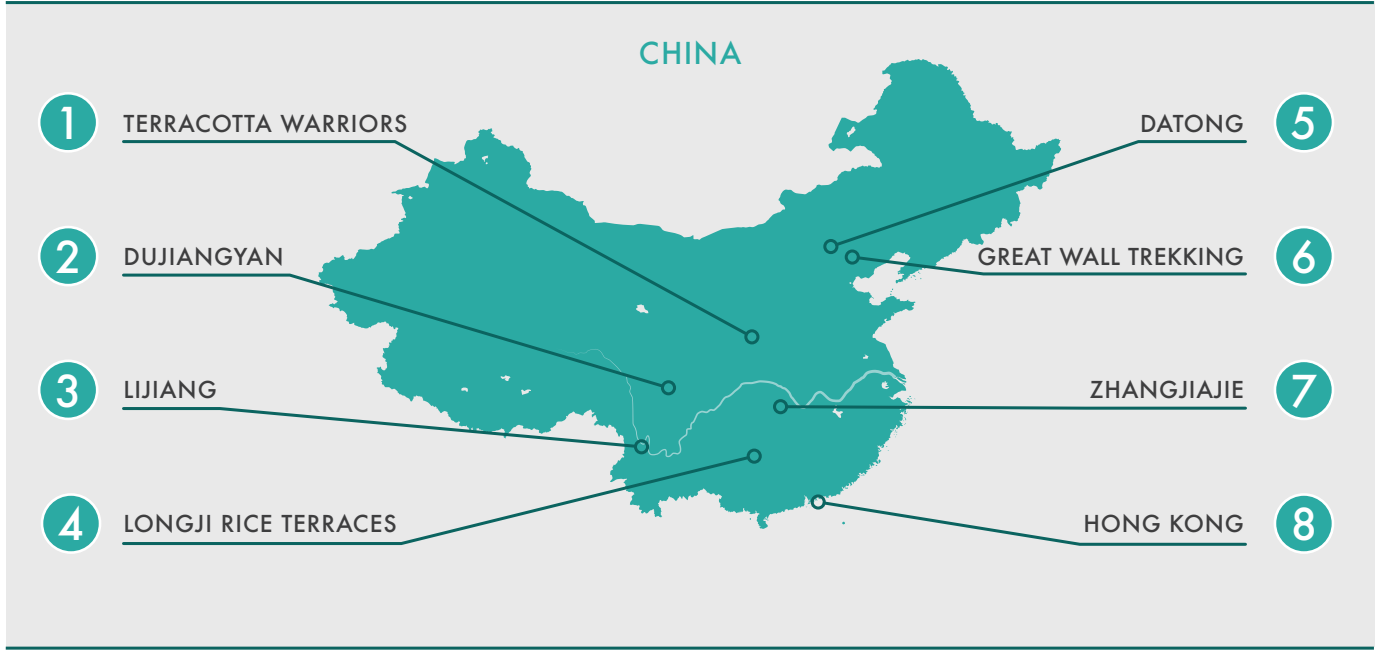 CHINA
1 TERRACOTTA WARRIORS
2 DUJIANGYAN
3 LIJIANG
4 LONGJI RICE TERRACES
DATONG 5
GREAT WALL TREKKING 6
ZHANGJIAJIE 7
HONG KONG 8